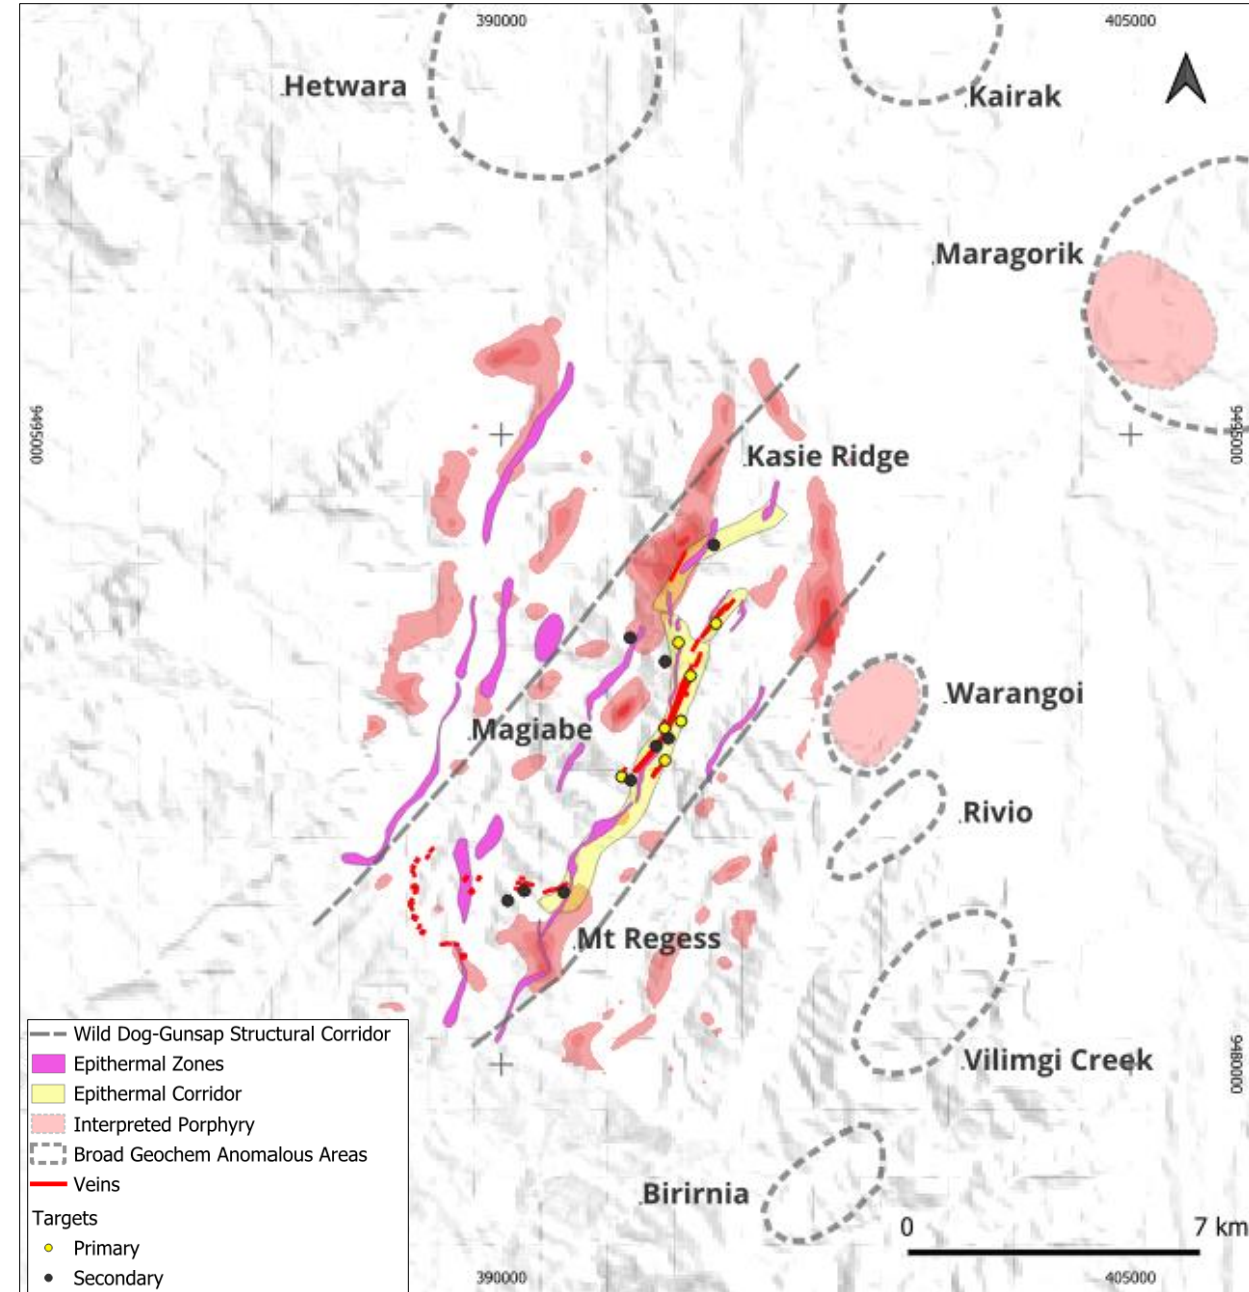 390000
405000
Hetwara
Kairak
Maragorik
9495000
9495000
Kasie Ridge
Warangoi
Magiabe
Rivio
Mt Regess
Wild Dog-Gunsap Structural Corridor
Epithermal Zones
Epithermal Corridor
Interpreted Porphyry
Broad Geochem Anomalous Areas
Veins
Targets
Primary
Secondary
9480000
Vilimgi Creek
Birirnia
0 7 km
390000
405000